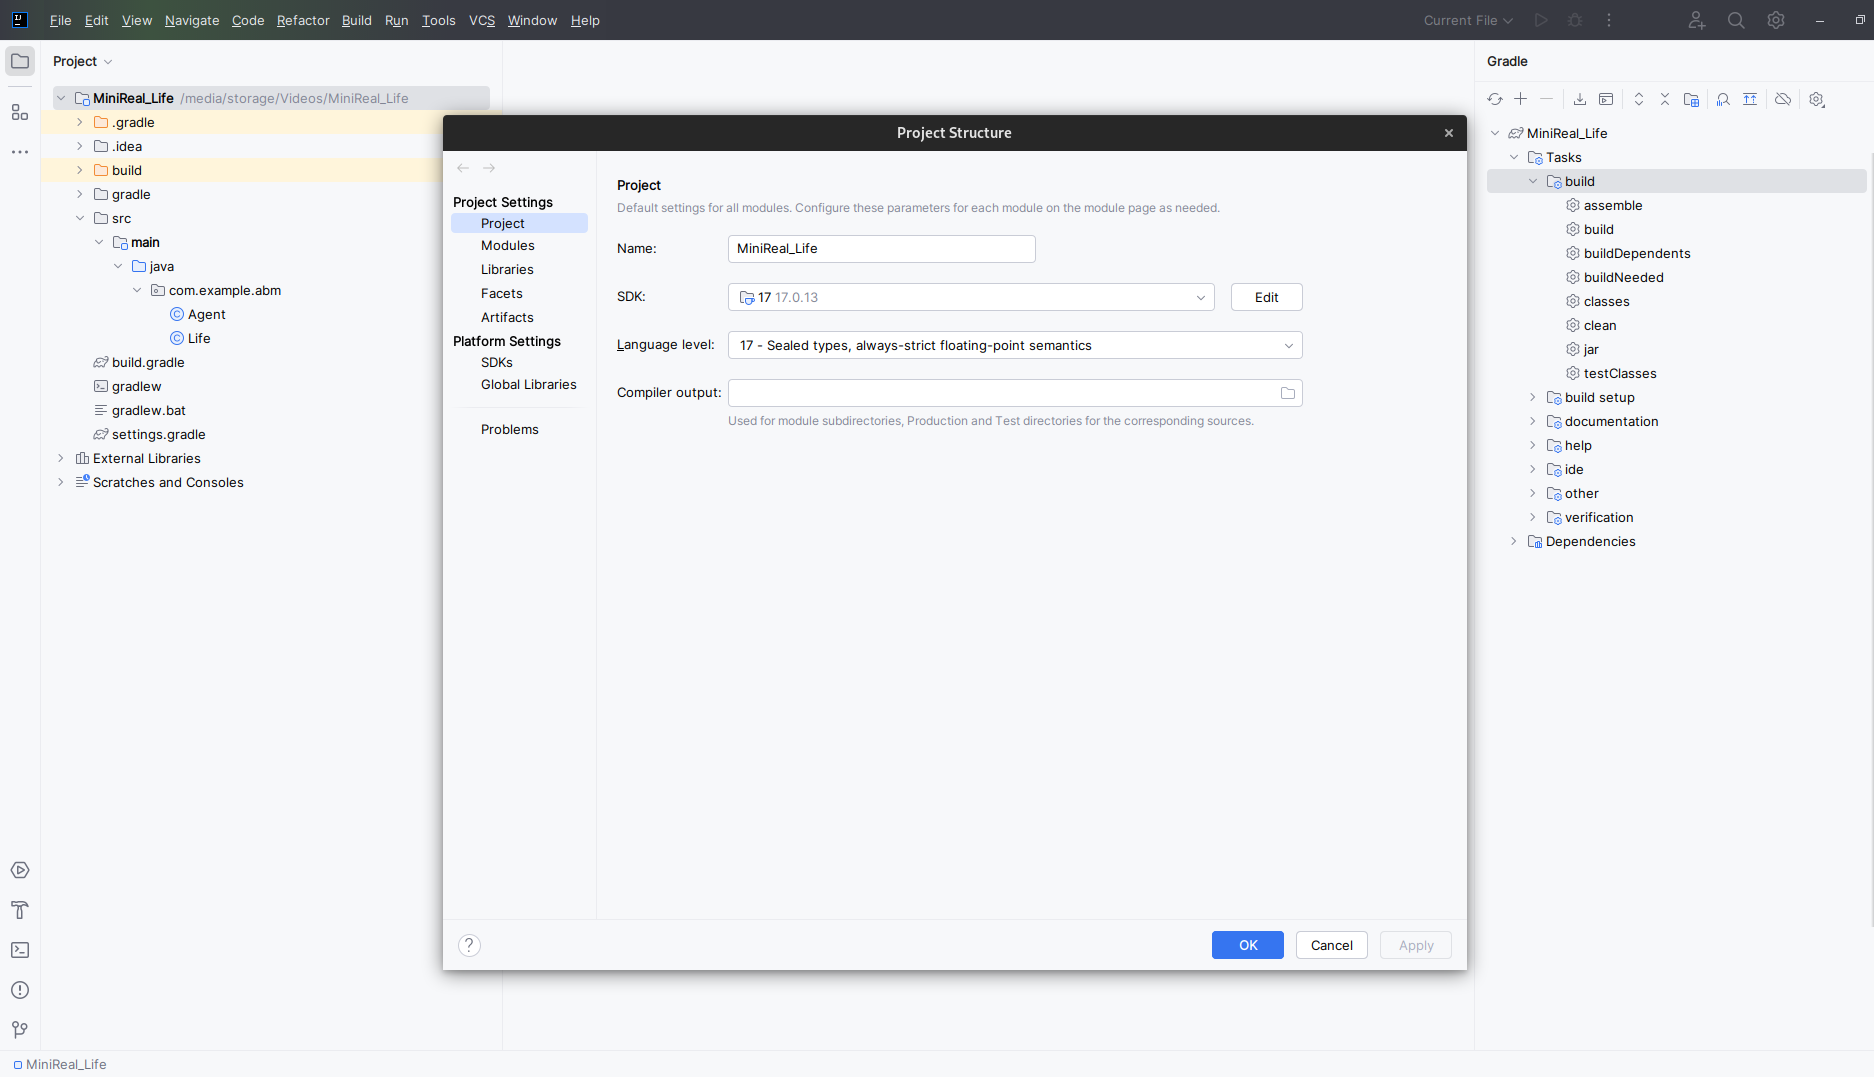 File Edit View Navigate Code Refactor Build Run Tools VCS Window Help
Current File
Project
MiniReal_Life /media/storage/Videos/MiniReal_Life
.gradle
.idea
build
gradle
src
main
java
com.example.abm
Agent
Life
build.gradle
gradlew
gradlew.bat
settings.gradle
External Libraries
Scratches and Consoles
Project Structure
Project Settings
Project
Modules
Libraries
Facets
Artifacts
Platform Settings
SDKs
Global Libraries
Problems
Project
Default settings for all modules. Configure these parameters for each module on the module page as needed.
Name: MiniReal_Life
SDK: 17 17.0.13 Edit
Language level: 17 - Sealed types, always-strict floating-point semantics
Compiler output:
Used for module subdirectories, Production and Test directories for the corresponding sources.
? OK Cancel Apply
Gradle
MiniReal_Life
Tasks
build
assemble
build
buildDependents
buildNeeded
classes
clean
jar
testClasses
build setup
documentation
help
ide
other
verification
Dependencies
MiniReal_Life